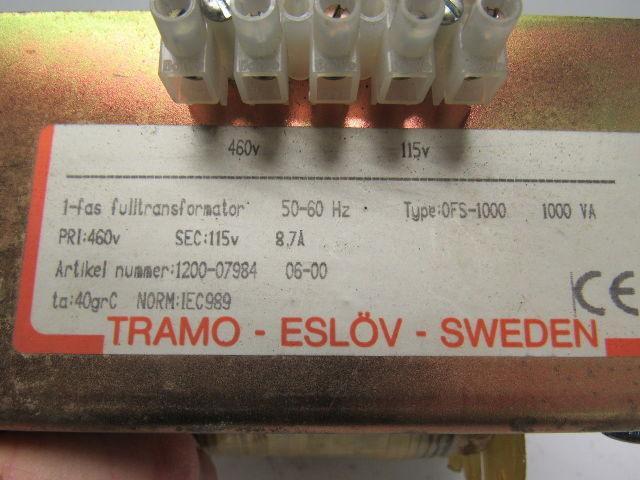 460v 115v
1-fas fulltransformator 50-60 Hz Type:OFS-1000 1000 VA
PRI:460v SEC:115v 8,7A
Artikel nummer:1200-07984 06-00
ta:40grC NORM:IEC989
CE
TRAMO - ESLÖV - SWEDEN